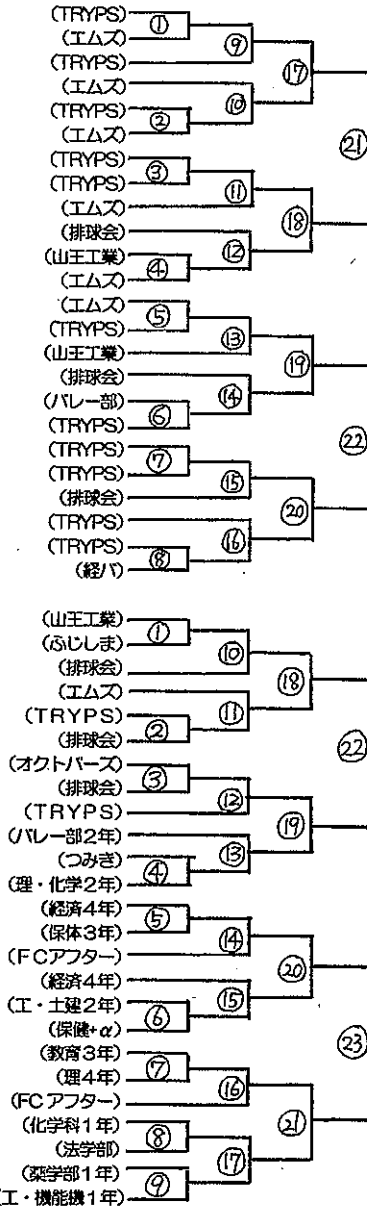 (TRYPS)
(エムズ)
①
(TRYPS)
⑨
(エムズ)
⑰
(TRYPS)
⑩
(エムズ)
②
(TRYPS)
㉑
(TRYPS)
③
(エムズ)
⑪
(排球会)
⑱
(山王工業)
⑫
(エムズ)
④
(エムズ)
(TRYPS)
⑤
(山王工業)
⑬
(排球会)
⑲
(バレー部)
⑭
(TRYPS)
⑥
(TRYPS)
㉒
(TRYPS)
⑦
(排球会)
⑮
(TRYPS)
⑳
(TRYPS)
⑯
(経バ)
⑧
(山王工業)
(ふじしま)
①
(排球会)
⑩
(エムズ)
⑱
(TRYPS)
⑪
(排球会)
②
(オクトバーズ)
㉒
(排球会)
③
(TRYPS)
⑫
(バレー部2年)
⑲
(つみき)
⑬
(理・化学2年)
④
(経済4年)
(保体3年)
⑤
(FCアフター)
⑭
(経済4年)
⑳
(工・土建2年)
⑮
(保健+α)
⑥
(教育3年)
㉓
(理4年)
⑦
(FCアフター)
⑯
(化学科1年)
㉑
(法学部)
⑧
(薬学部1年)
⑰
(工・機能機1年)
⑨